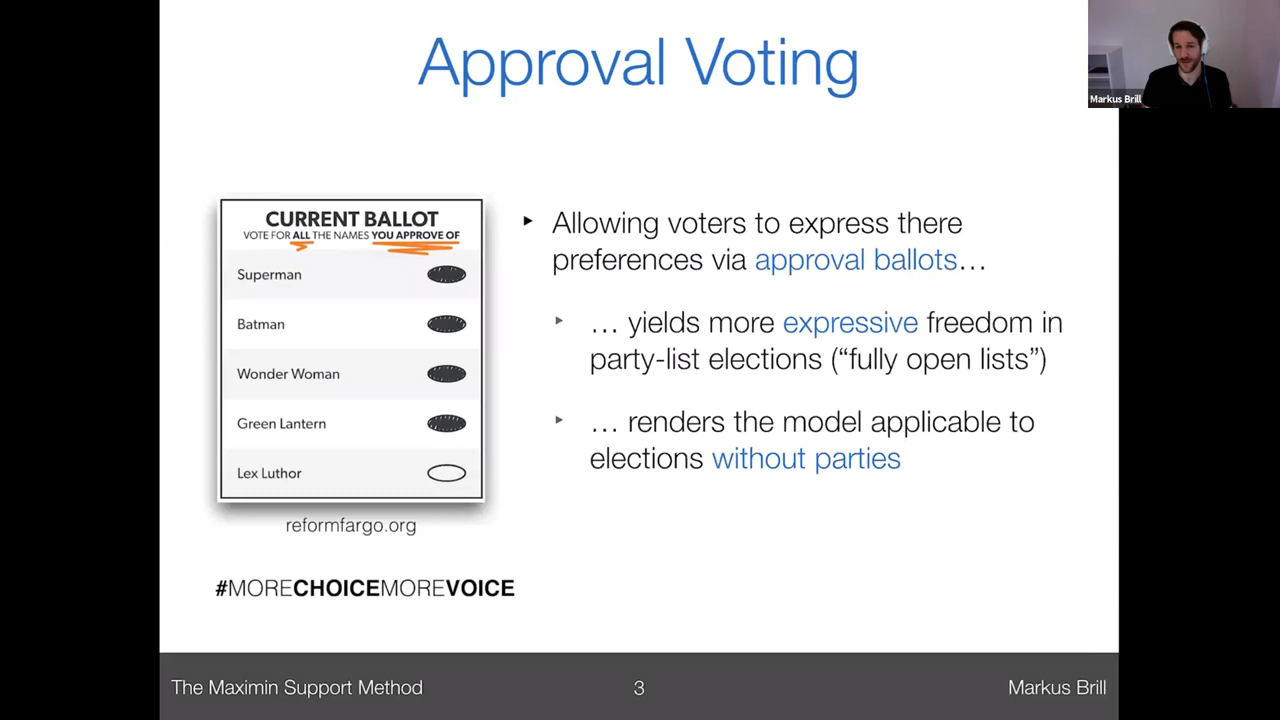 Approval Voting
Markus Brill
CURRENT BALLOT
VOTE FOR ALL THE NAMES YOU APPROVE OF
Superman
Batman
Wonder Woman
Green Lantern
Lex Luthor
reformfargo.org
#MORECHOICEMOREVOICE
‣ Allowing voters to express there
preferences via approval ballots…
‣ … yields more expressive freedom in
party-list elections (“fully open lists”)
‣ … renders the model applicable to
elections without parties
The Maximin Support Method
3
Markus Brill